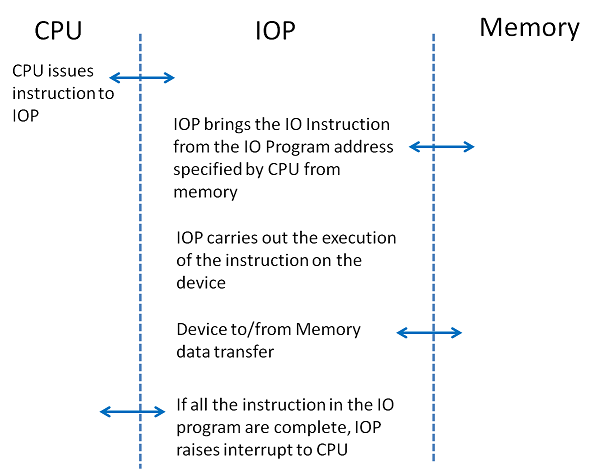 CPU
IOP
Memory
CPU issues
instruction to
IOP
IOP brings the IO Instruction
from the IO Program address
specified by CPU from
memory
IOP carries out the execution
of the instruction on the
device
Device to/from Memory
data transfer
If all the instruction in the IO
program are complete, IOP
raises interrupt to CPU